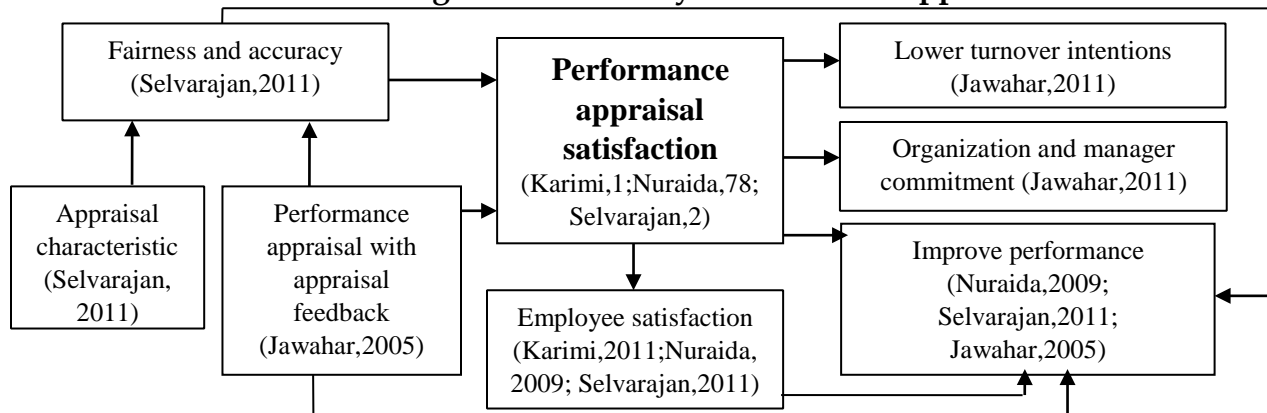 Fairness and accuracy
(Selvarajan,2011)
Performance
appraisal
satisfaction
(Karimi,1;Nuraida,78;
Selvarajan,2)
Lower turnover intentions
(Jawahar,2011)
Organization and manager
commitment (Jawahar,2011)
Appraisal
characteristic
(Selvarajan,
2011)
Performance
appraisal with
appraisal
feedback
(Jawahar,2005)
Employee satisfaction
(Karimi,2011;Nuraida,
2009; Selvarajan,2011)
Improve performance
(Nuraida,2009;
Selvarajan,2011;
Jawahar,2005)